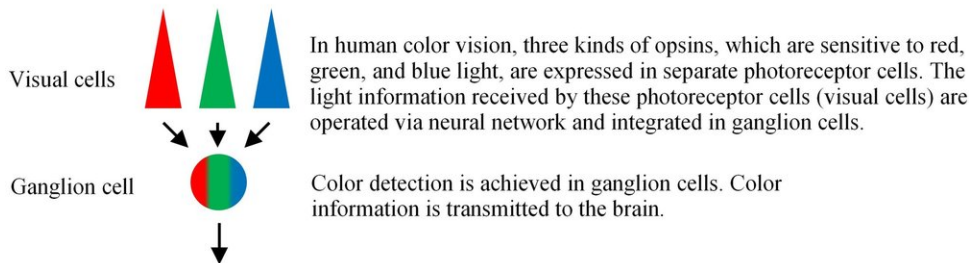 Visual cells
In human color vision, three kinds of opsins, which are sensitive to red,
green, and blue light, are expressed in separate photoreceptor cells. The
light information received by these photoreceptor cells (visual cells) are
operated via neural network and integrated in ganglion cells.
Ganglion cell
Color detection is achieved in ganglion cells. Color
information is transmitted to the brain.